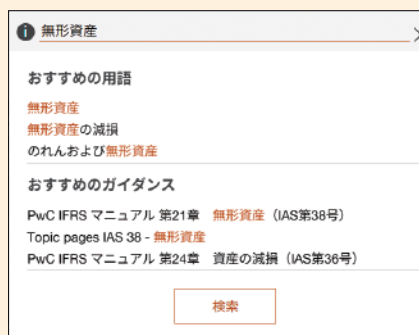 無形資産
おすすめの用語
無形資産
無形資産の減損
のれんおよび無形資産
おすすめのガイダンス
PwC IFRS マニュアル 第21章　無形資産（IAS第38号）
Topic pages IAS 38 - 無形資産
PwC IFRS マニュアル 第24章　資産の減損（IAS第36号）
検索